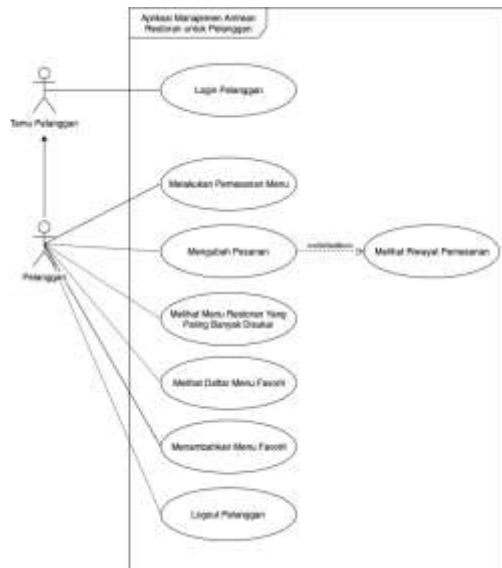 Aplikasi Manajemen Antrean
Restoran untuk Pelanggan
Login Pelanggan
Tamu Pelanggan
Melakukan Pemesanan Menu
Mengubah Pesanan
Melihat Riwayat Pemesanan
Pelanggan
Melihat Menu Restoran Yang
Paling Banyak Disukai
Melihat Daftar Menu Favorit
Menambahkan Menu Favorit
Logout Pelanggan